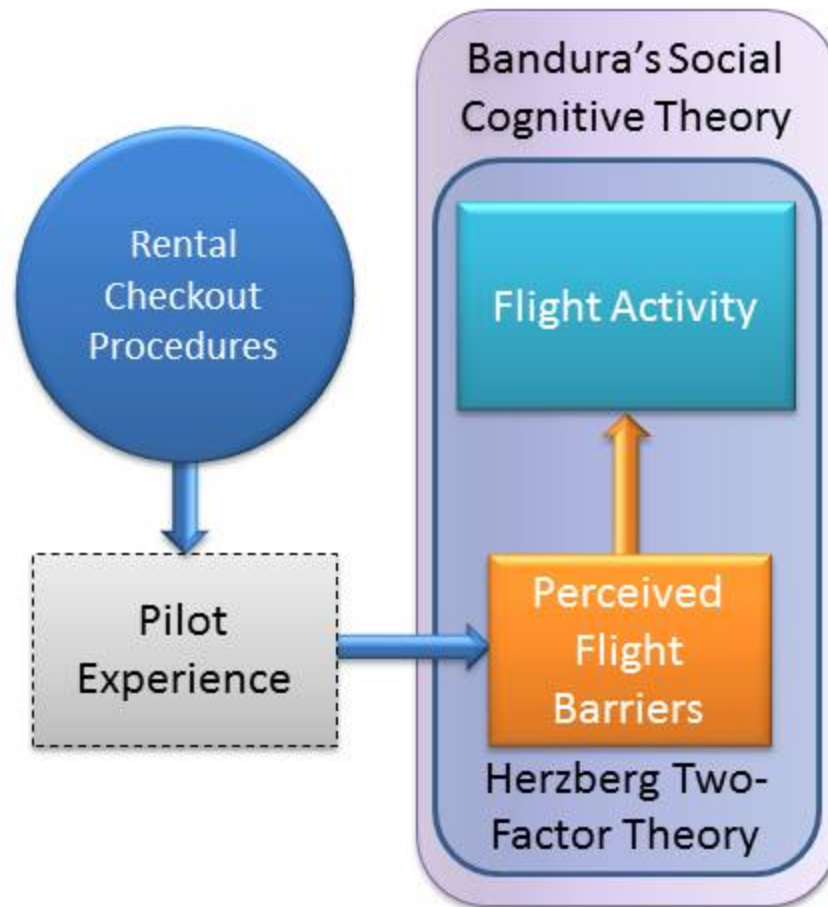 Bandura's Social
Cognitive Theory
Rental
Checkout
Procedures
Flight Activity
Pilot
Experience
Perceived
Flight
Barriers
Herzberg Two-
Factor Theory